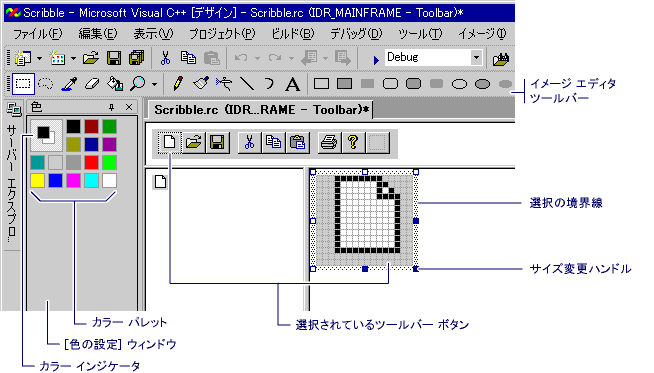 Scribble - Microsoft Visual C++ [デザイン] - Scribble.rc (IDR_MAINFRAME - Toolbar)*
ファイル(F) 編集(E) 表示(V) プロジェクト(P) ビルド(B) デバッグ(D) ツール(T) イメージ(I)
Debug
イメージ エディタ
ツールバー
色
Scribble.rc (IDR...RAME - Toolbar)*
サーバー エクスプロ...
選択の境界線
サイズ変更ハンドル
カラー パレット
選択されているツールバー ボタン
[色の設定] ウィンドウ
カラー インジケータ